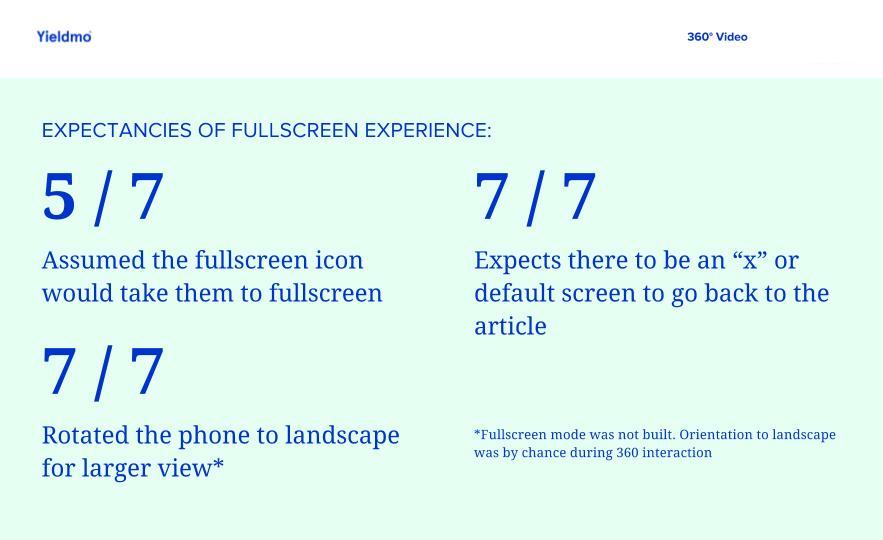 Yieldmo
360° Video
EXPECTANCIES OF FULLSCREEN EXPERIENCE:
5 / 7
Assumed the fullscreen icon
would take them to fullscreen
7 / 7
Expects there to be an “x” or
default screen to go back to the
article
7 / 7
Rotated the phone to landscape
for larger view*
*Fullscreen mode was not built. Orientation to landscape
was by chance during 360 interaction